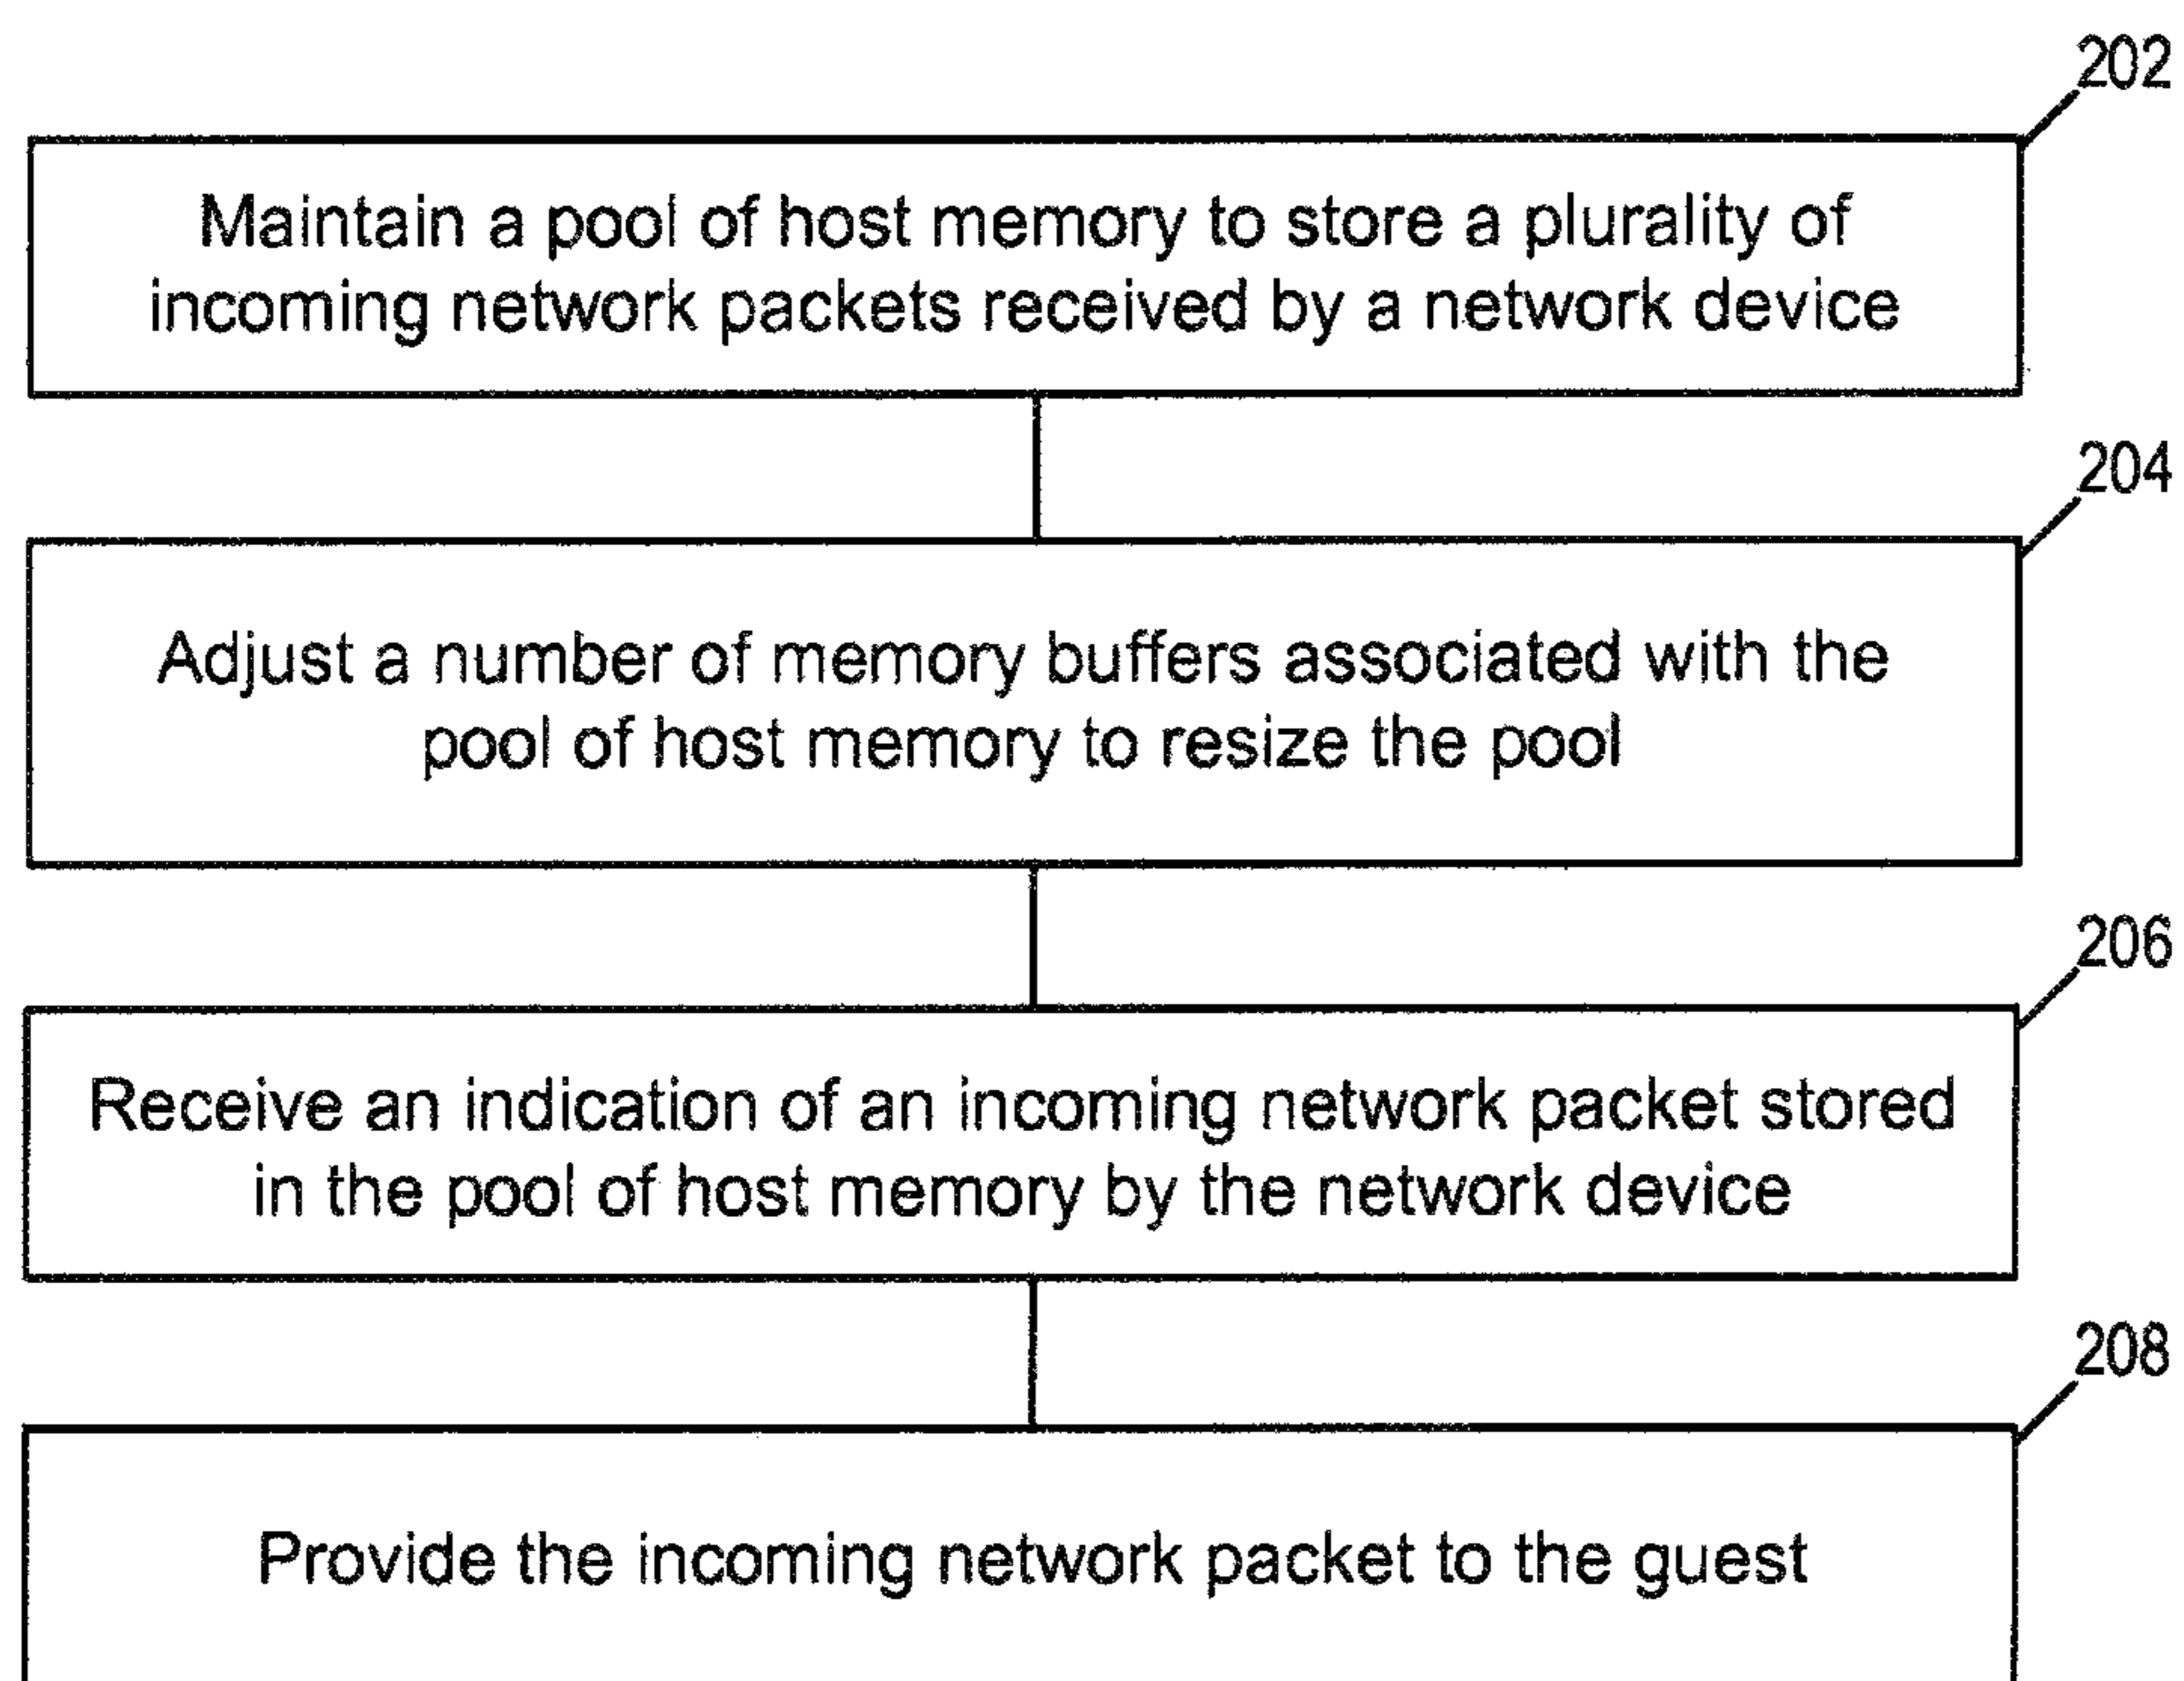 202
Maintain a pool of host memory to store a plurality of
incoming network packets received by a network device
204
Adjust a number of memory buffers associated with the
pool of host memory to resize the pool
206
Receive an indication of an incoming network packet stored
in the pool of host memory by the network device
208
Provide the incoming network packet to the guest